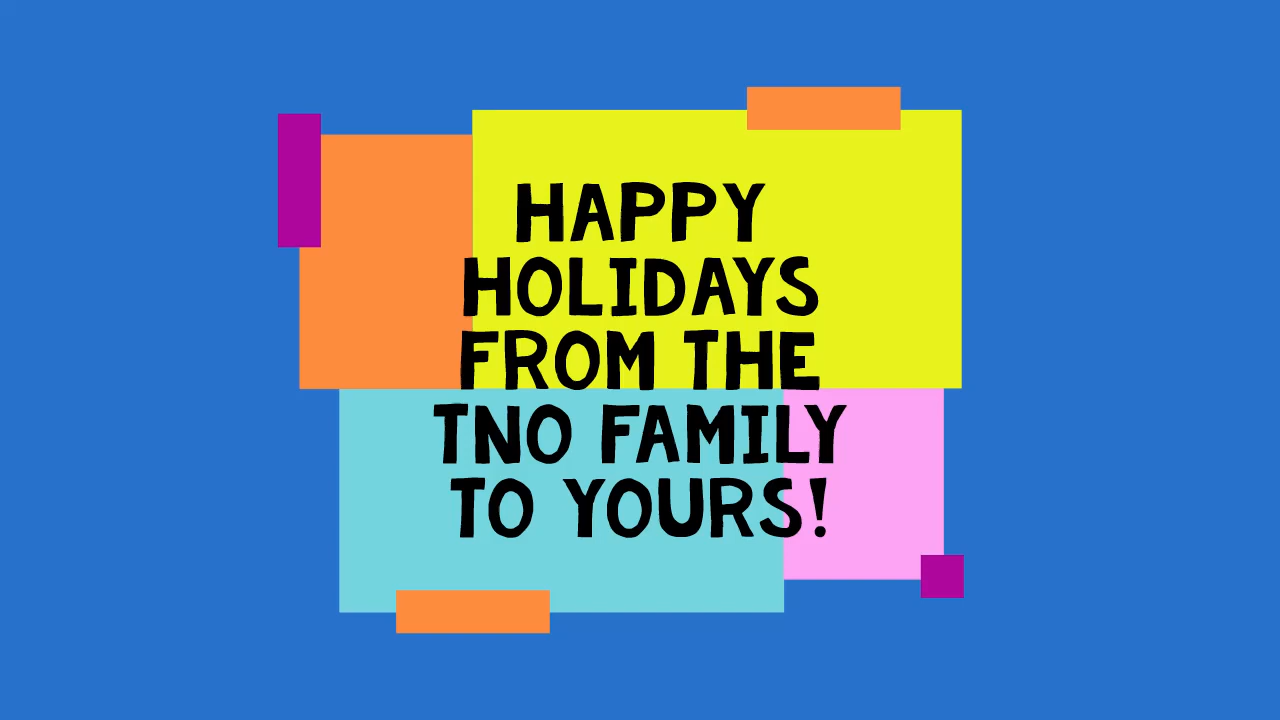 HAPPY
HOLIDAYS
FROM THE
TNO FAMILY
TO YOURS!